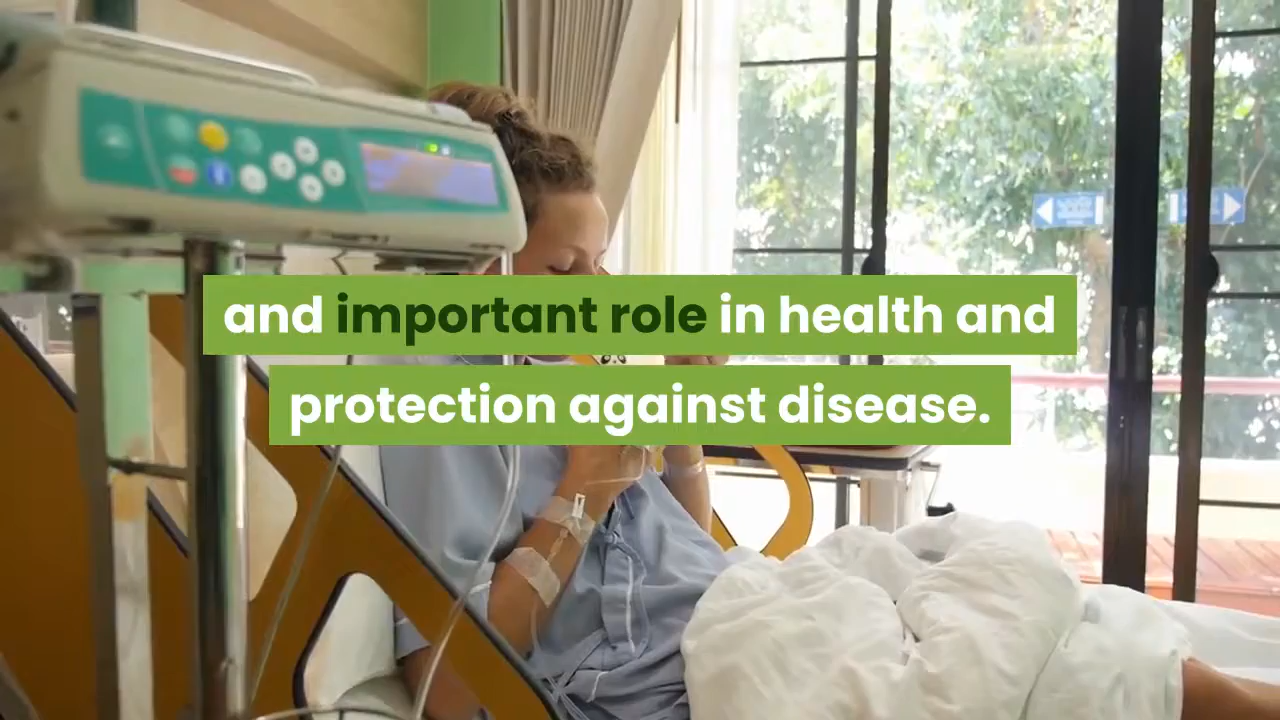 and important role in health and
protection against disease.